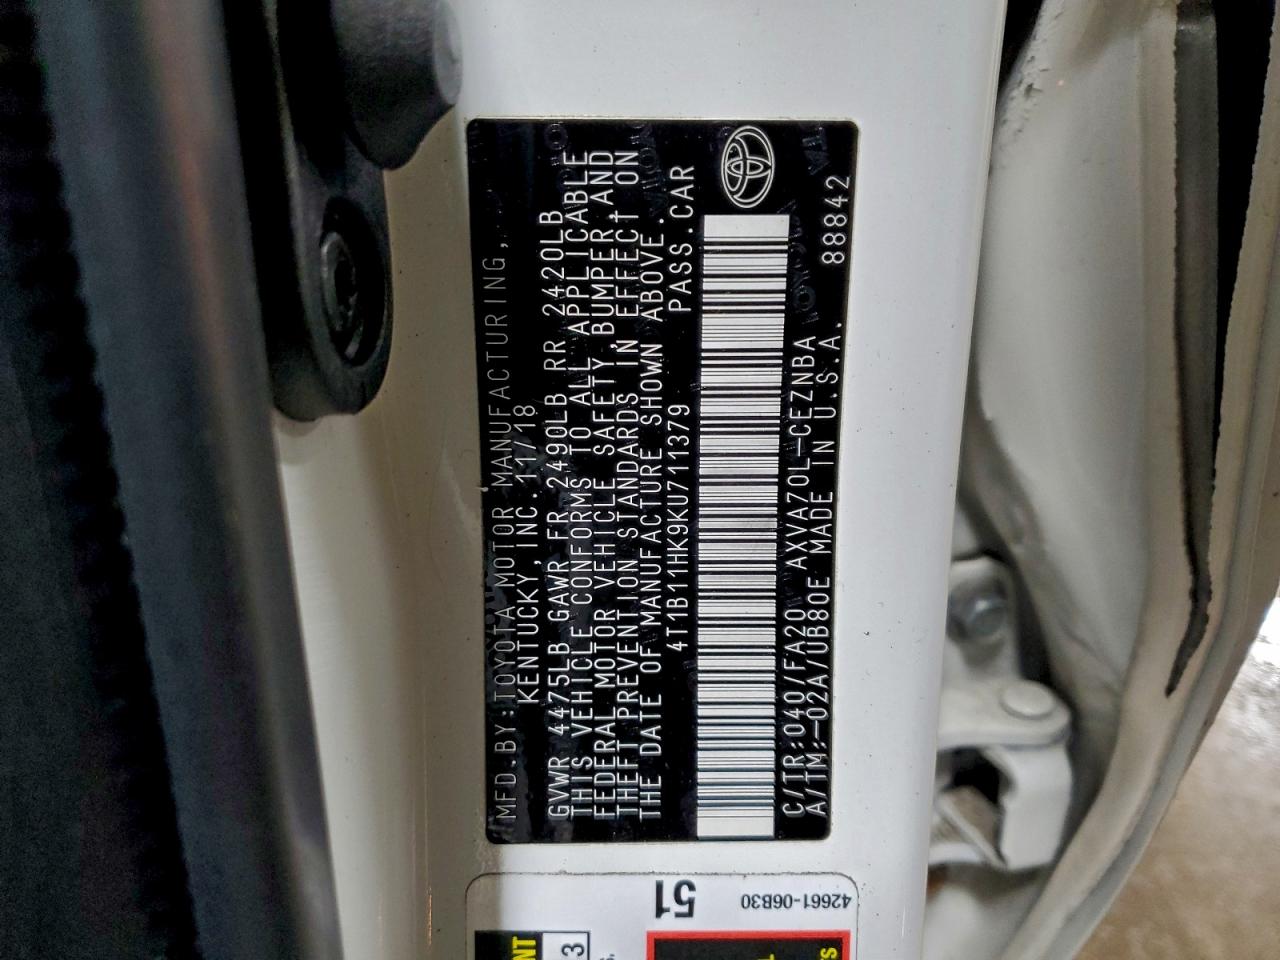 MFD.BY:TOYOTA MOTOR MANUFACTURING,
KENTUCKY,INC.11/18
GVWR 4475LB GAWR FR 2490LB RR 2420LB
THIS VEHICLE CONFORMS TO ALL APPLICABLE
FEDERAL MOTOR VEHICLE SAFETY,BUMPER,AND
THEFT PREVENTION STANDARDS IN EFFECT ON
THE DATE OF MANUFACTURE SHOWN ABOVE.
4T1B11HK9KU711379 PASS.CAR
C/TR:040/FA20 AXVA70L-CEZNBA
A/TM:-02A/UB80E MADE IN U.S.A. 88842
51
42661-06B30
3